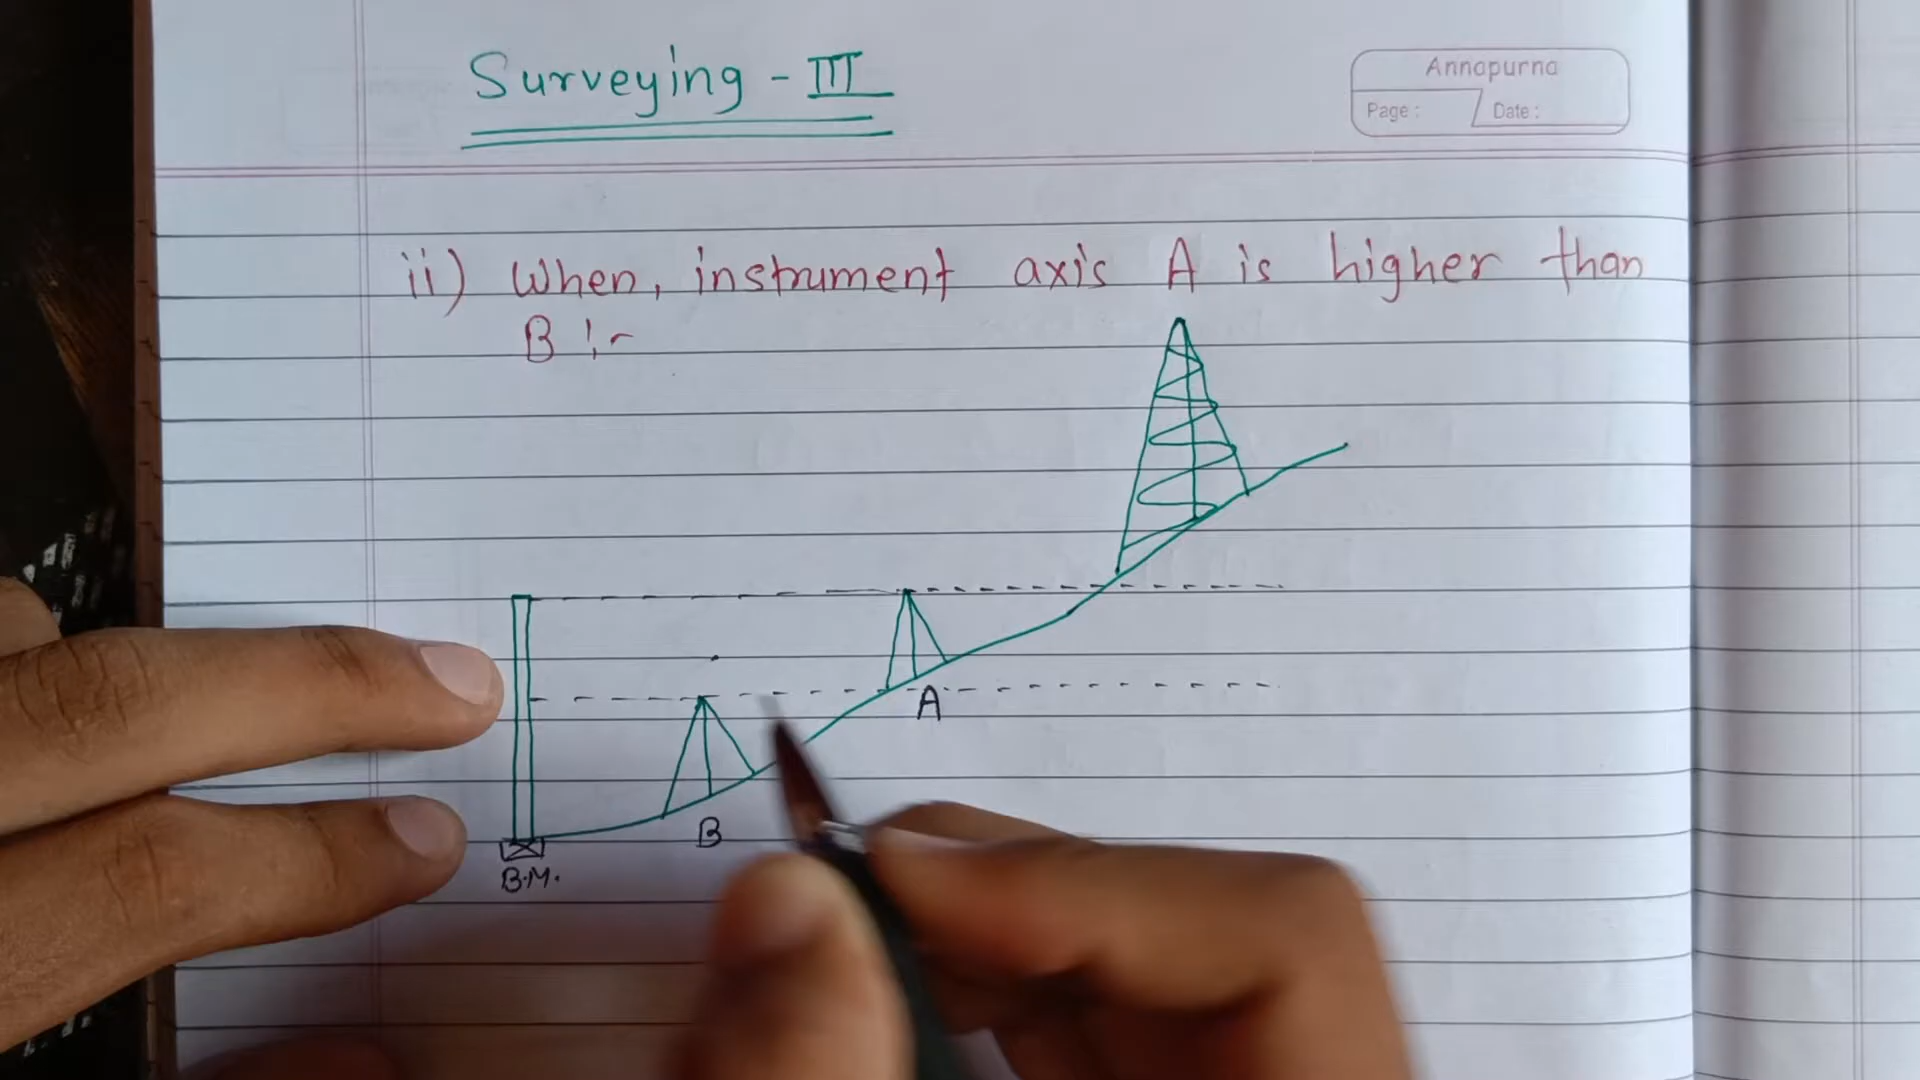 Surveying - III
Annapurna
Page :
Date :
ii) When, instrument axis A is higher than
B :-
A
B
B.M.